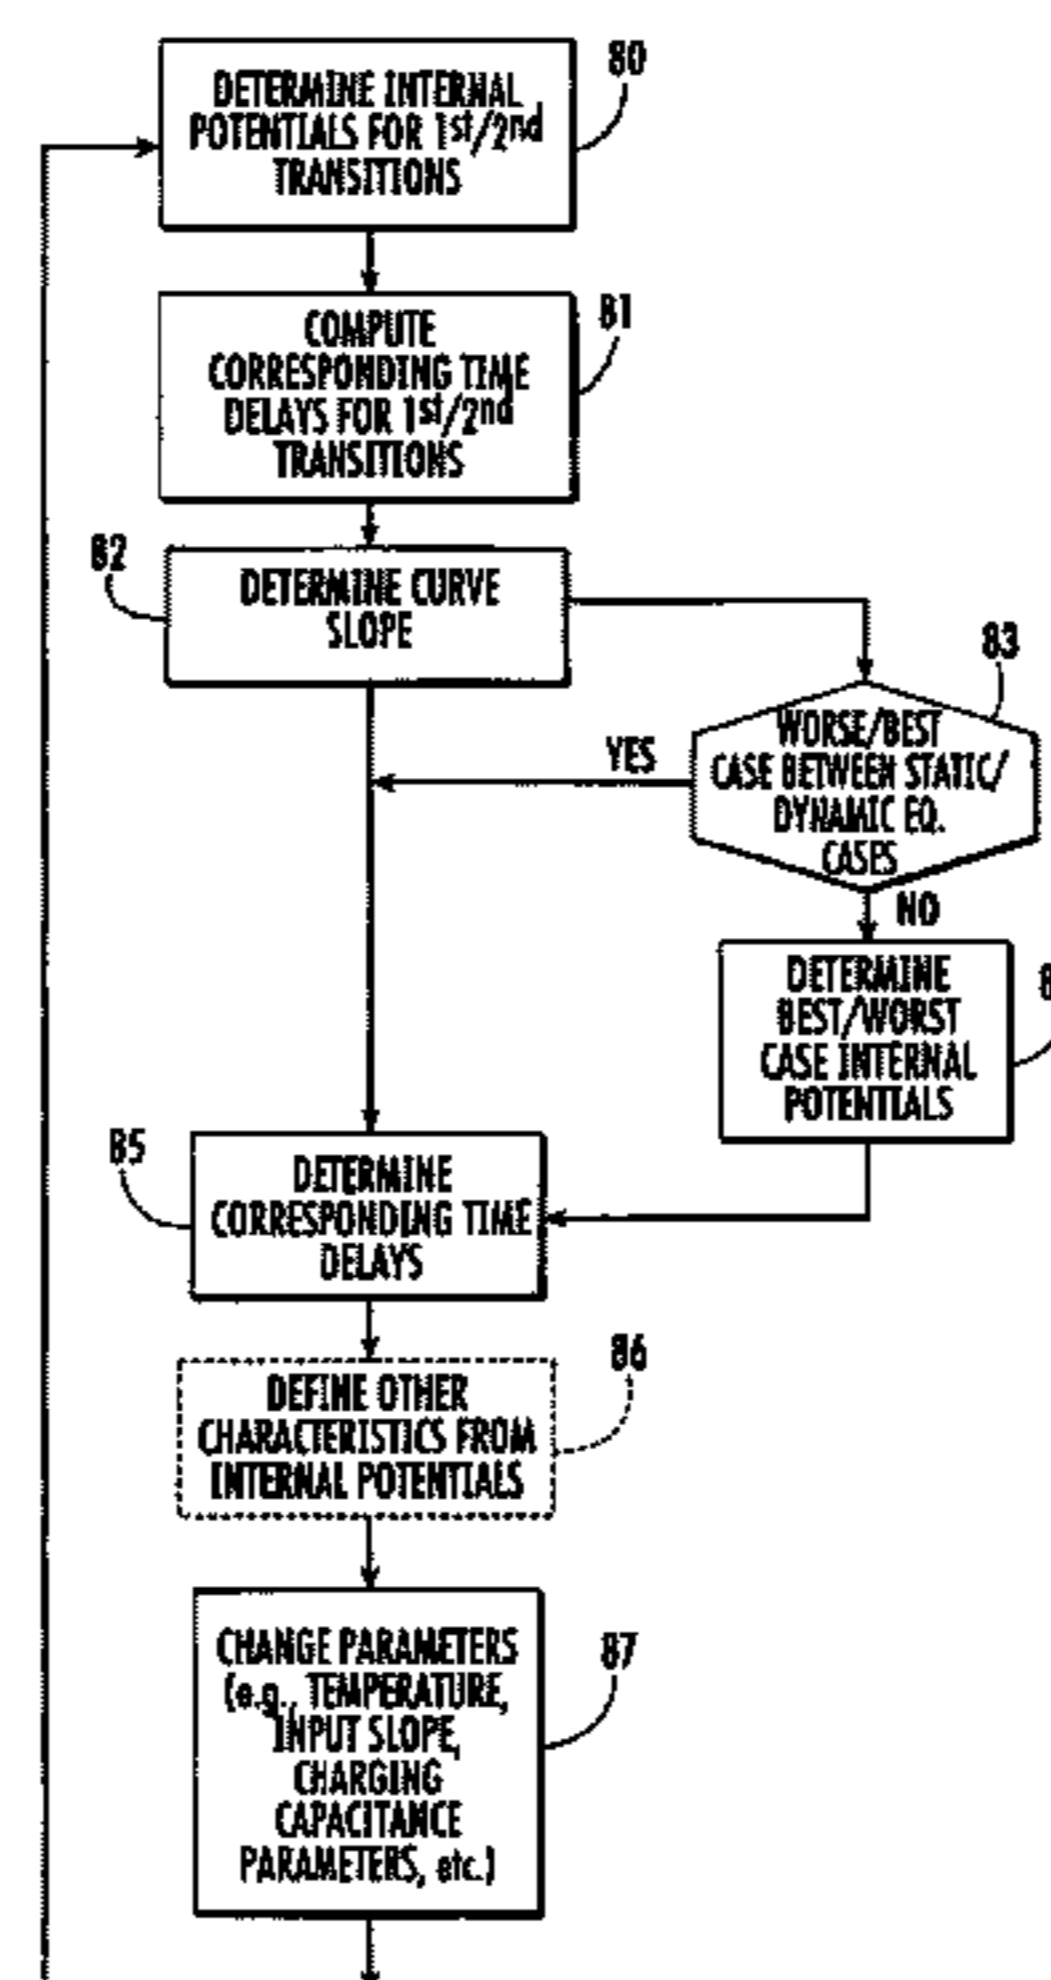 80
DETERMINE INTERNAL
POTENTIALS FOR 1st/2nd
TRANSITIONS
81
COMPUTE
CORRESPONDING TIME
DELAYS FOR 1st/2nd
TRANSITIONS
82
DETERMINE CURVE
SLOPE
83
WORSE/BEST
CASE BETWEEN STATIC/
DYNAMIC EQ.
CASES
YES
NO
DETERMINE
BEST/WORST
CASE INTERNAL
POTENTIALS
85
DETERMINE
CORRESPONDING TIME
DELAYS
86
DEFINE OTHER
CHARACTERISTICS FROM
INTERNAL POTENTIALS
87
CHANGE PARAMETERS
(e.g., TEMPERATURE,
INPUT SLOPE,
CHARGING
CAPACITANCE
PARAMETERS, etc.)